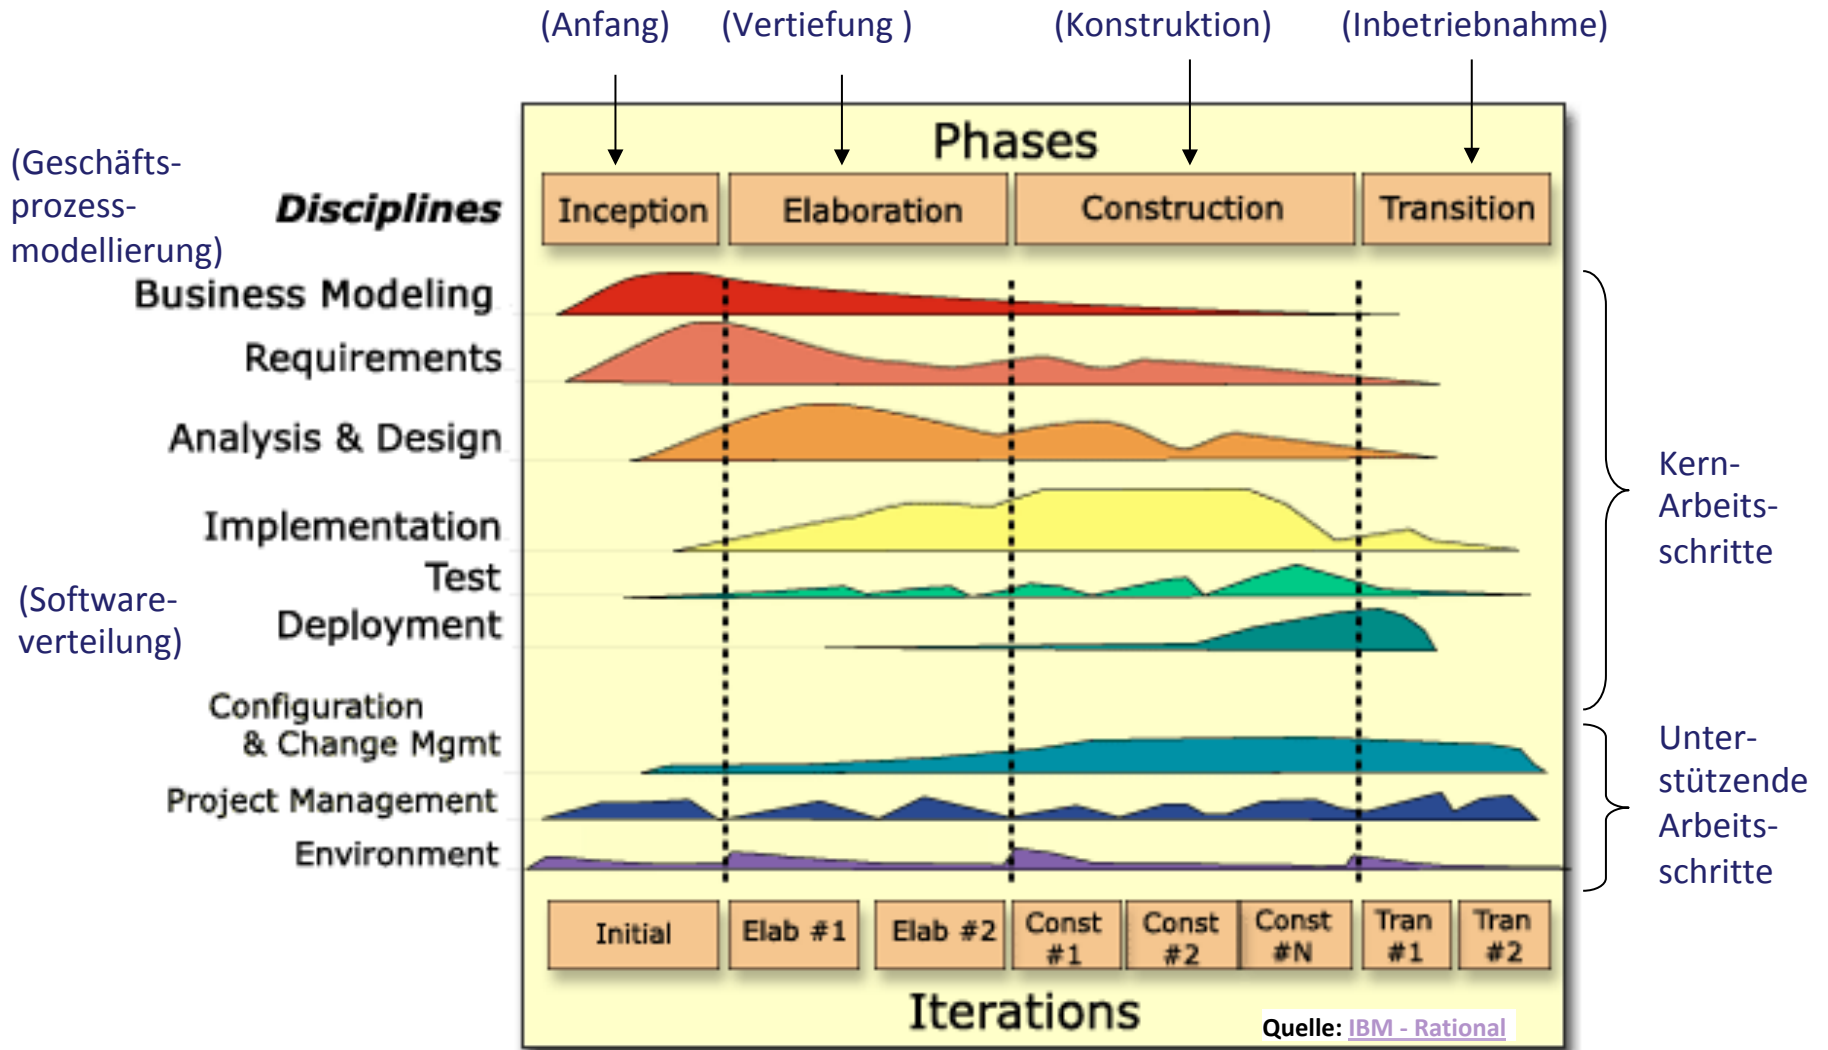 (Anfang)
(Vertiefung )
(Konstruktion)
(Inbetriebnahme)
Phases
(Geschäfts-
prozess-
modellierung)
Disciplines
Inception
Elaboration
Construction
Transition
Business Modeling
Requirements
Analysis & Design
Implementation
Test
(Software-
verteilung)
Deployment
Kern-
Arbeits-
schritte
Configuration
& Change Mgmt
Project Management
Environment
Unter-
stützende
Arbeits-
schritte
Initial
Elab #1
Elab #2
Const
#1
Const
#2
Const
#N
Tran
#1
Tran
#2
Iterations
Quelle: IBM - Rational